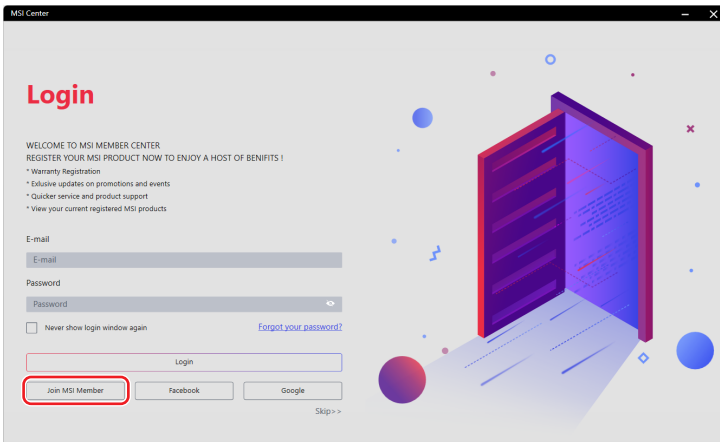 MSI Center
Login
WELCOME TO MSI MEMBER CENTER
REGISTER YOUR MSI PRODUCT NOW TO ENJOY A HOST OF BENIFITS !
* Warranty Registration
* Exlusive updates on promotions and events
* Quicker service and product support
* View your current registered MSI products
E-mail
E-mail
Password
Password
Never show login window again Forgot your password?
Login
Join MSI Member Facebook Google
Skip>>